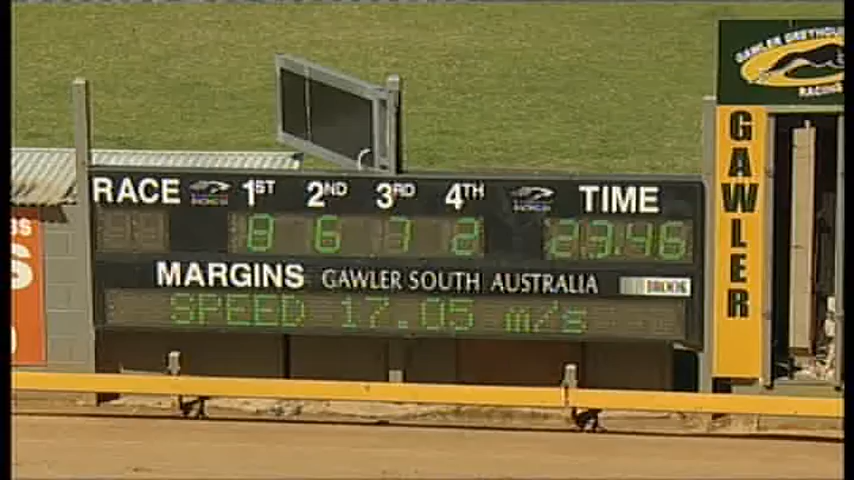 GAWLER GREYHOUND
RACING
GAWLER
RACE 1ST 2ND 3RD 4TH TIME
8 6 7 2 23:46
MARGINS GAWLER SOUTH AUSTRALIA
SPEED 17.05 m/s